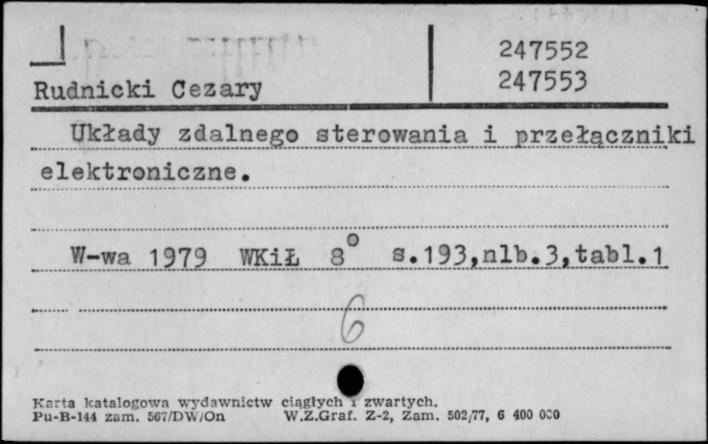 247552
247553
Rudnicki Cezary
Układy zdalnego sterowania i przełączniki
elektroniczne.
W-wa 1979 WKiŁ 8° s.193,nlb.3,tabl.1
6
Karta katalogowa wydawnictw ciągłych i zwartych.
Pu-B-144 zam. 567/DW/On W.Z.Graf. Z-2, Zam. 502/77, 6 400 000